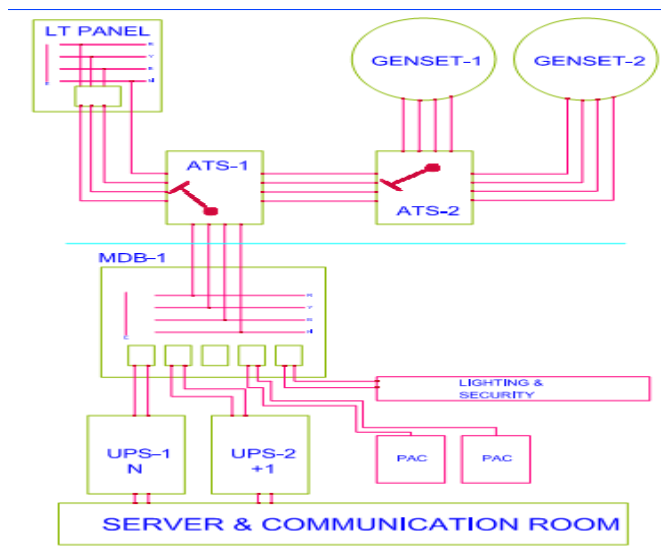 LT PANEL
Y
N
GENSET-1
GENSET-2
ATS-1
ATS-2
MDB-1
Y
N
LIGHTING &
SECURITY
UPS-1
N
UPS-2
+1
PAC
PAC
SERVER & COMMUNICATION ROOM